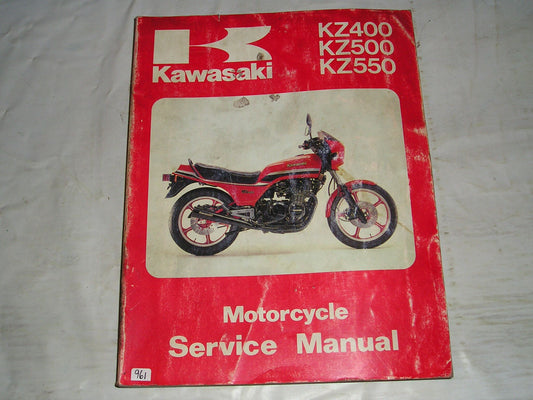 KZ400
KZ500
KZ550
Kawasaki
Motorcycle
Service Manual
961